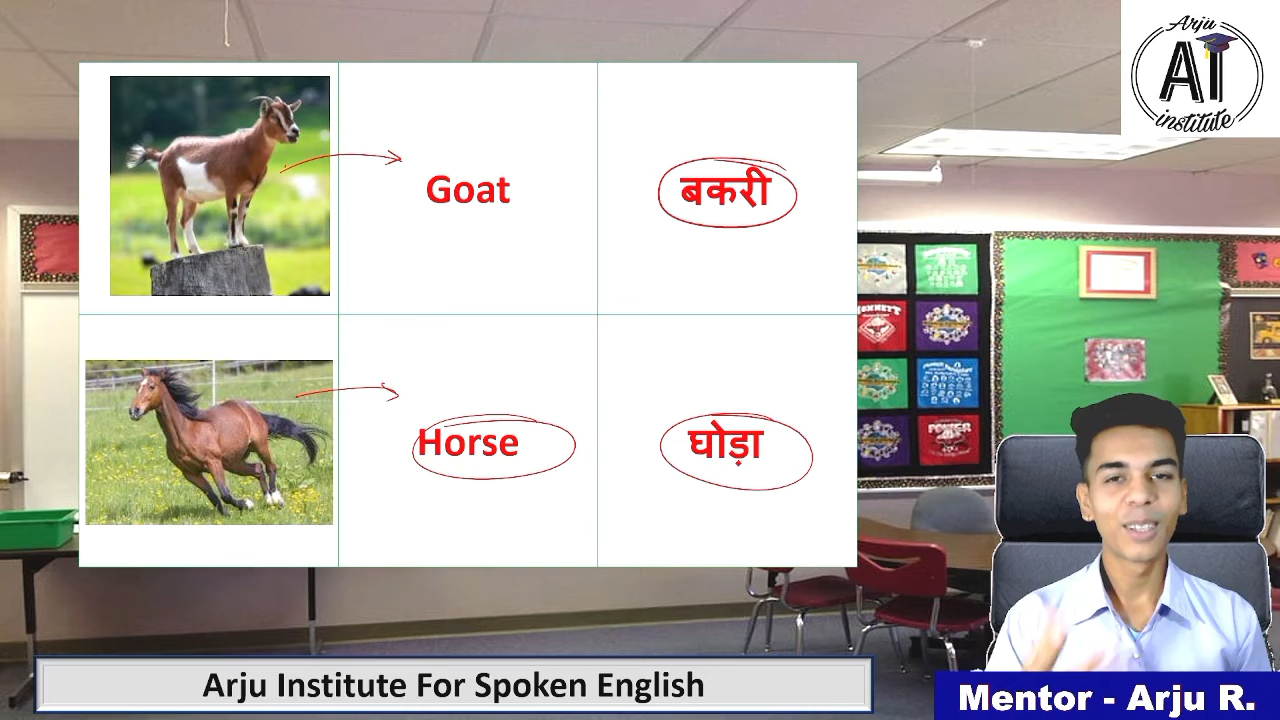 Arju
AI
institute
Goat
बकरी
Horse
घोड़ा
Arju Institute For Spoken English
Mentor - Arju R.